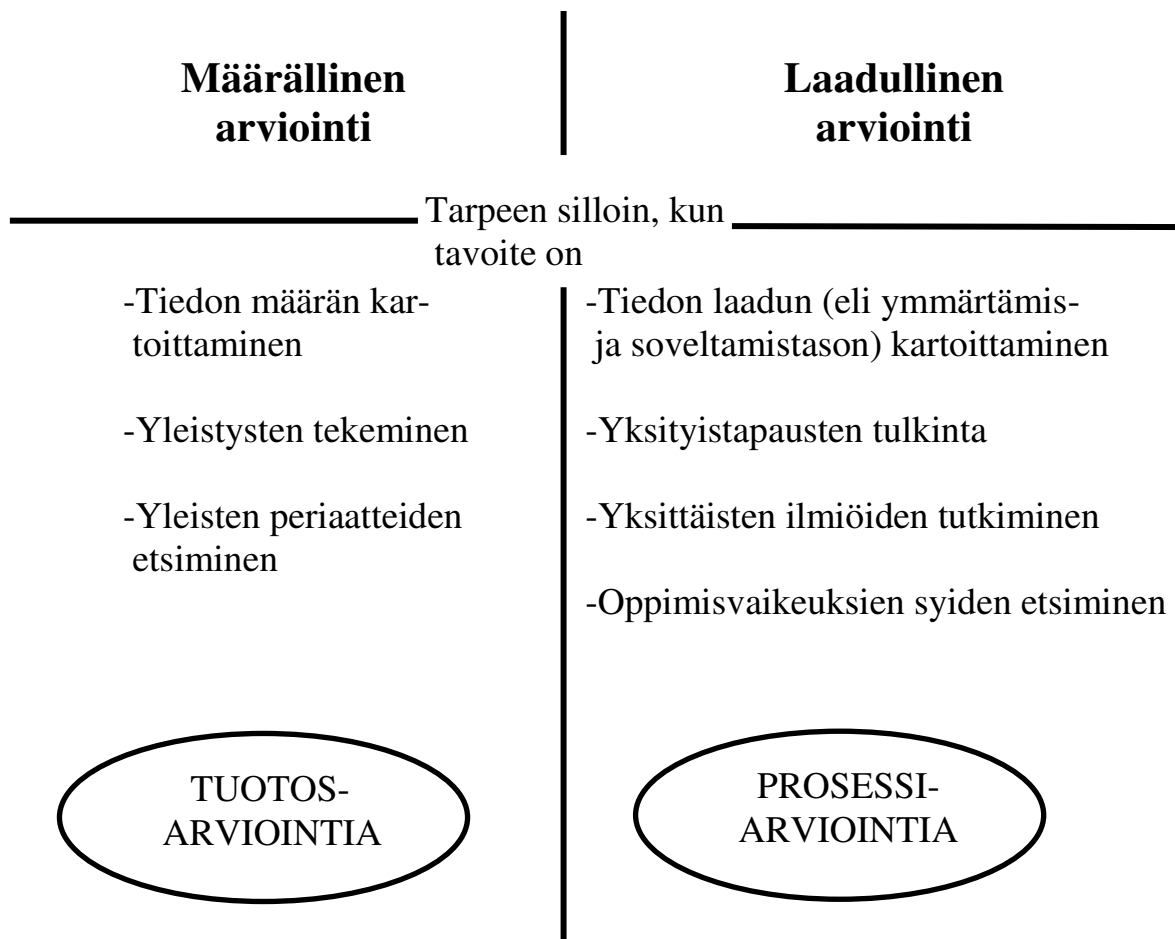 Määrällinen
arviointi
Laadullinen
arviointi
Tarpeen silloin, kun
tavoite on
-Tiedon määrän kar-
toittaminen
-Yleistysten tekeminen
-Yleisten periaatteiden
etsiminen
-Tiedon laadun (eli ymmärtämis-
ja soveltamistason) kartoittaminen
-Yksityistapausten tulkinta
-Yksittäisten ilmiöiden tutkiminen
-Oppimisvaikeuksien syiden etsiminen
TUOTOS-
ARVIOINTIA
PROSESSI-
ARVIOINTIA